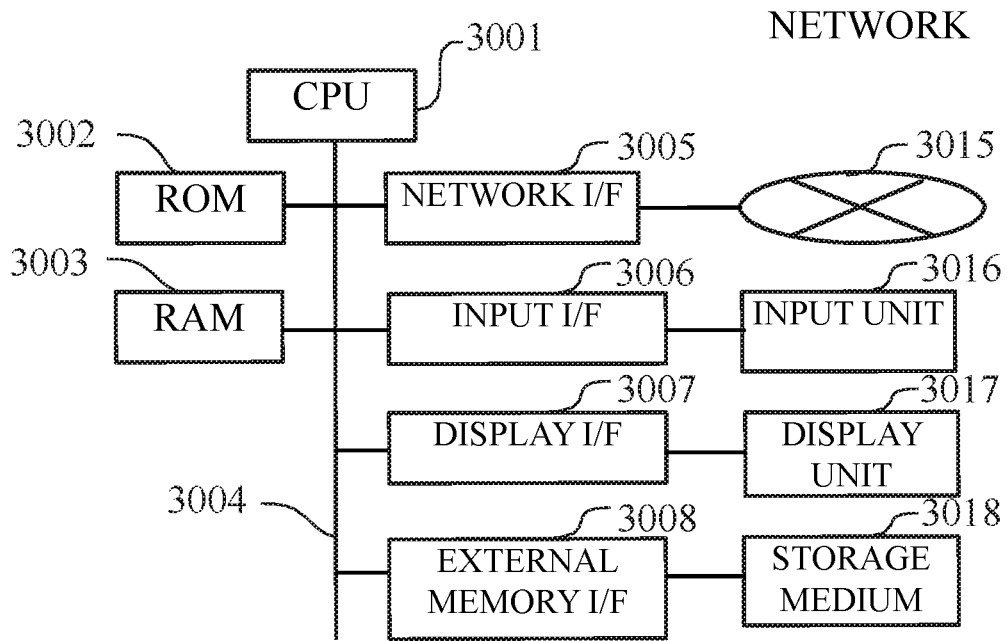 NETWORK
3001
CPU
3002
3005
3015
ROM
NETWORK I/F
3003
3006
3016
RAM
INPUT I/F
INPUT UNIT
3007
3017
DISPLAY I/F
DISPLAY
UNIT
3004
3008
3018
EXTERNAL
MEMORY I/F
STORAGE
MEDIUM